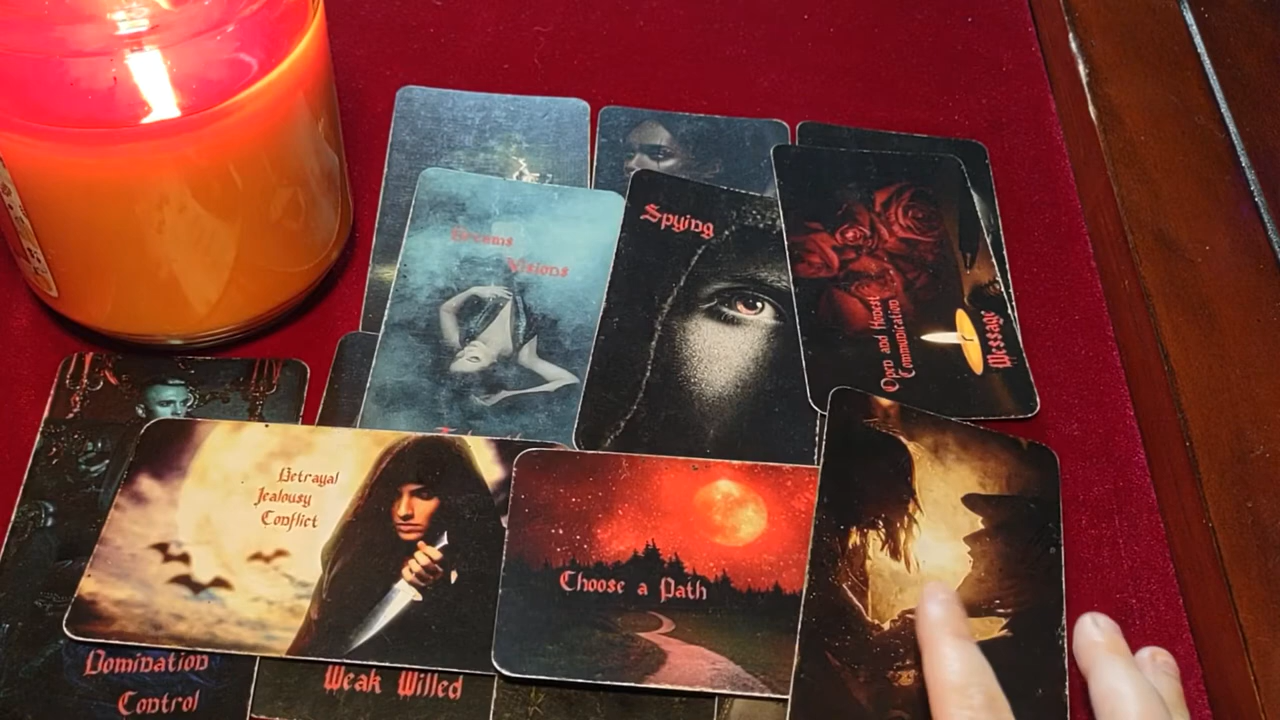 Dreams
Visions
Spying
Open and Honest
Communication
Message
Betrayal
Jealousy
Conflict
Choose a Path
Domination
Control
Weak Willed